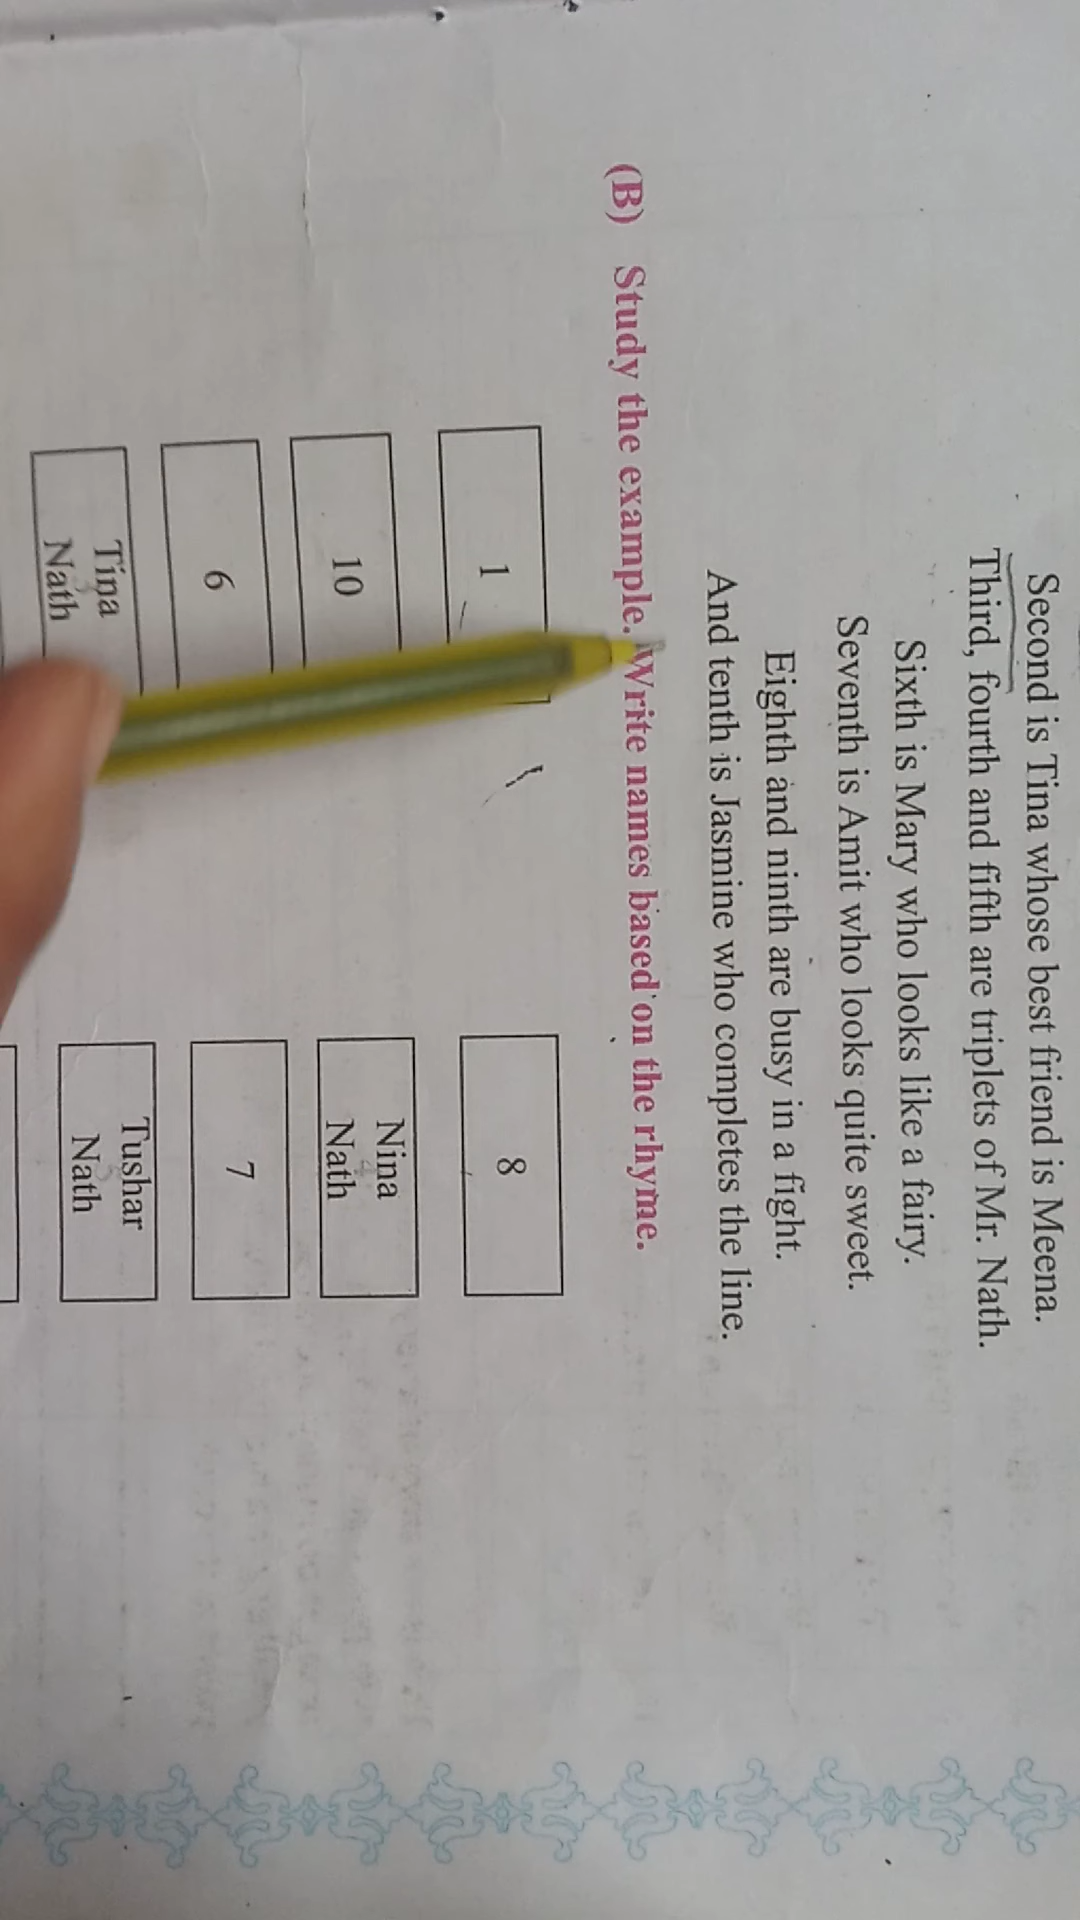 Second is Tina whose best friend is Meena.
Third, fourth and fifth are triplets of Mr. Nath.
Sixth is Mary who looks like a fairy.
Seventh is Amit who looks quite sweet.
Eighth and ninth are busy in a fight.
And tenth is Jasmine who completes the line.
(B) Study the example. Write names based on the rhyme.
1
8
10
Nina
Nath
6
7
Tina
Nath
Tushar
Nath